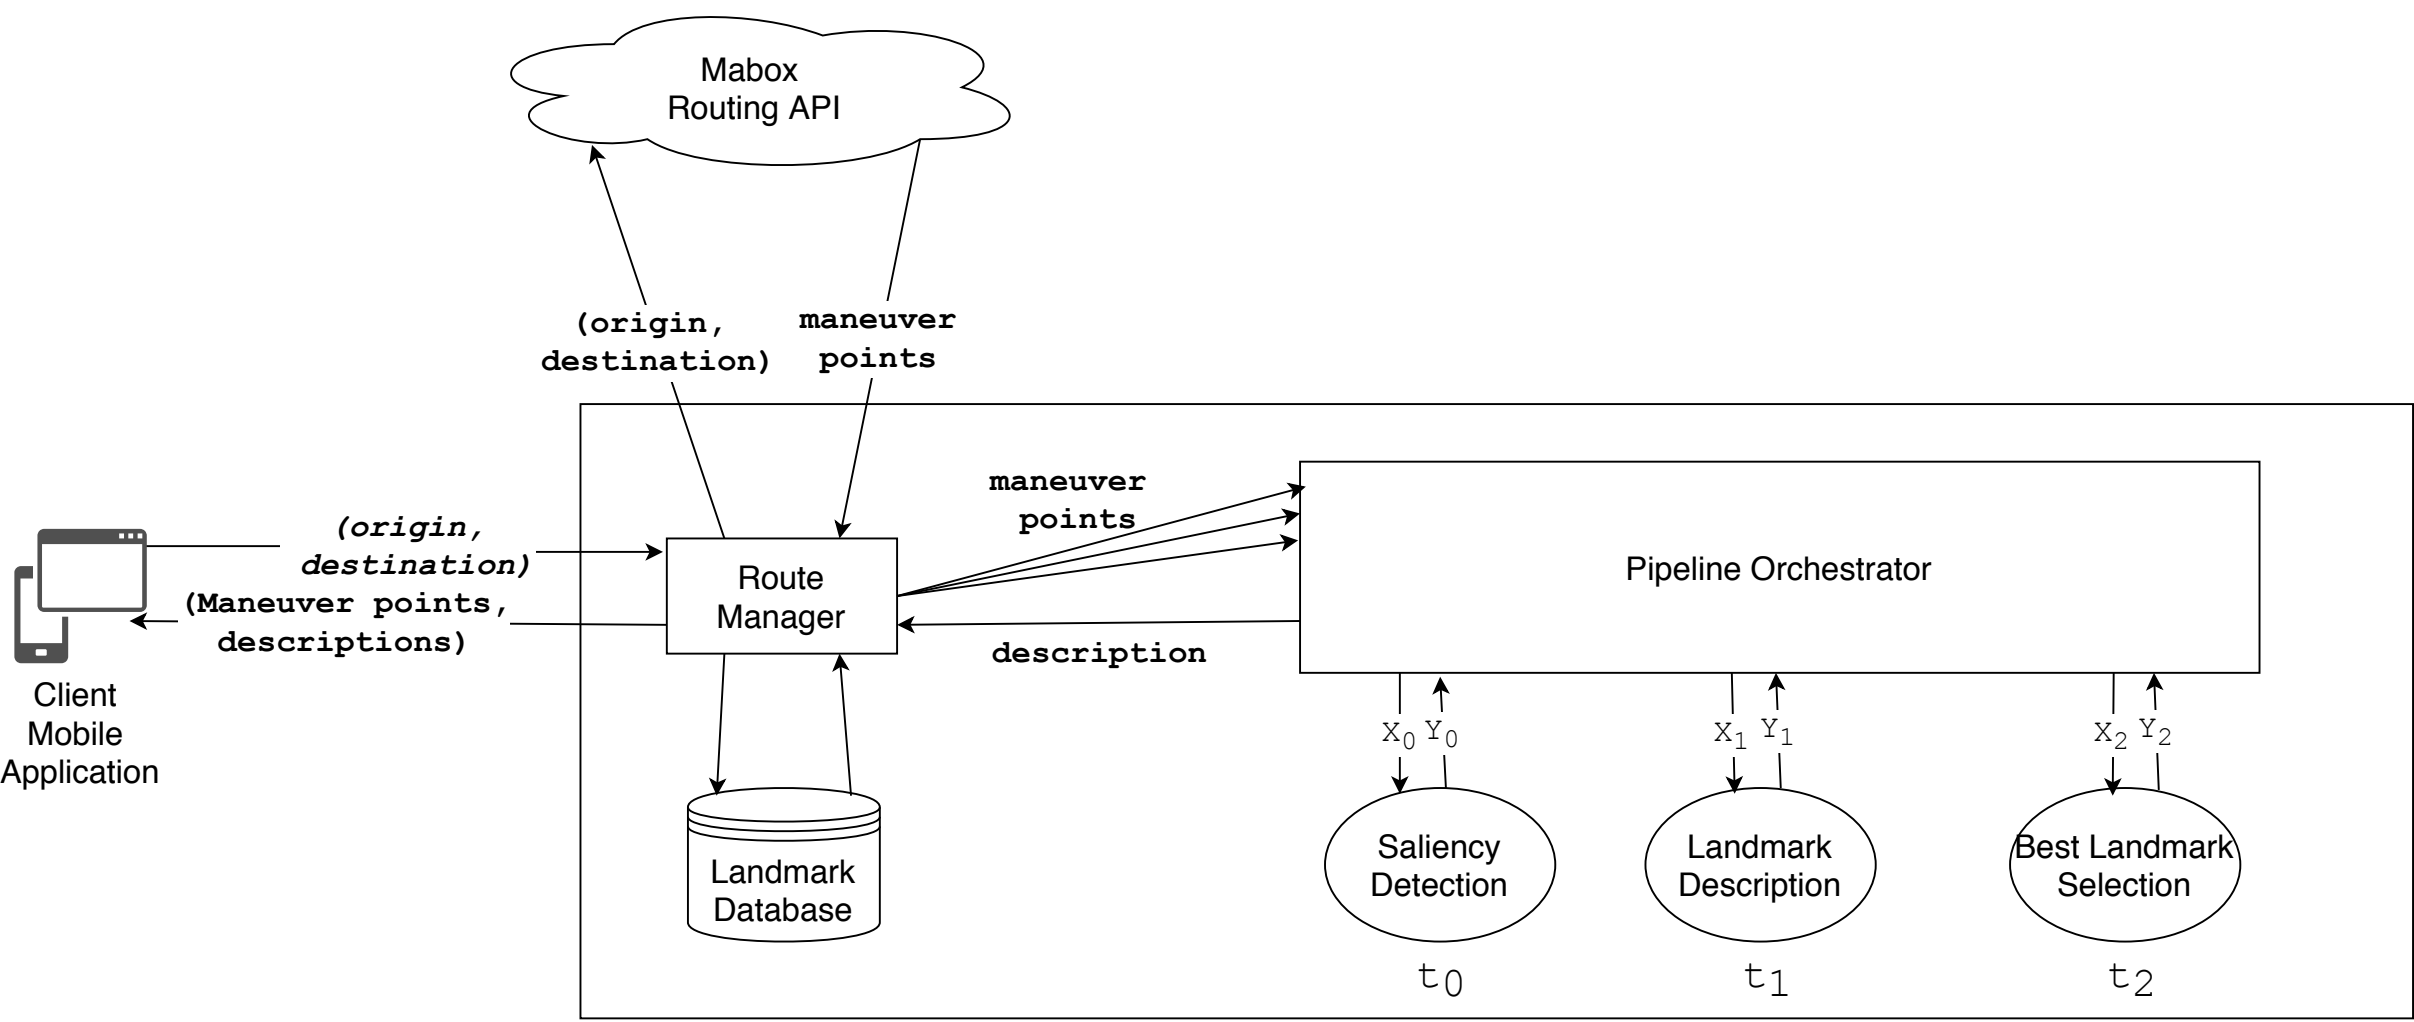 Mabox
Routing API
(origin,
destination)
maneuver
points
(origin,
destination)
(Maneuver points,
descriptions)
Client
Mobile
Application
Route
Manager
maneuver
points
description
Pipeline Orchestrator
X0 Y0
X1 Y1
X2 Y2
Landmark
Database
Saliency
Detection
Landmark
Description
Best Landmark
Selection
t0
t1
t2